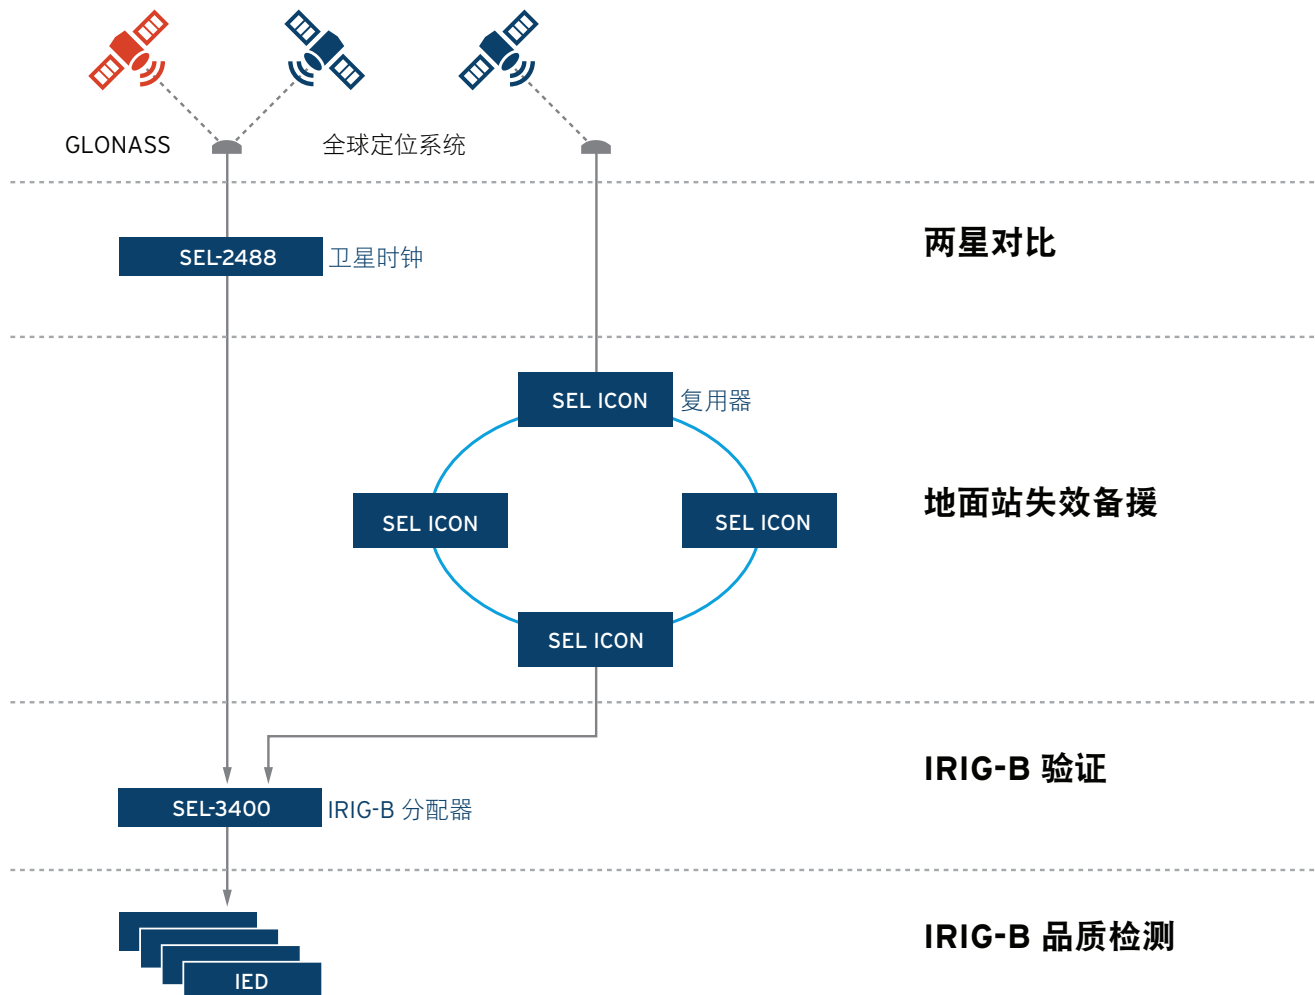 GLONASS
全球定位系统
SEL-2488
卫星时钟
两星对比
SEL ICON
复用器
SEL ICON
SEL ICON
地面站失效备援
SEL ICON
IRIG-B 验证
SEL-3400
IRIG-B 分配器
IRIG-B 品质检测
IED